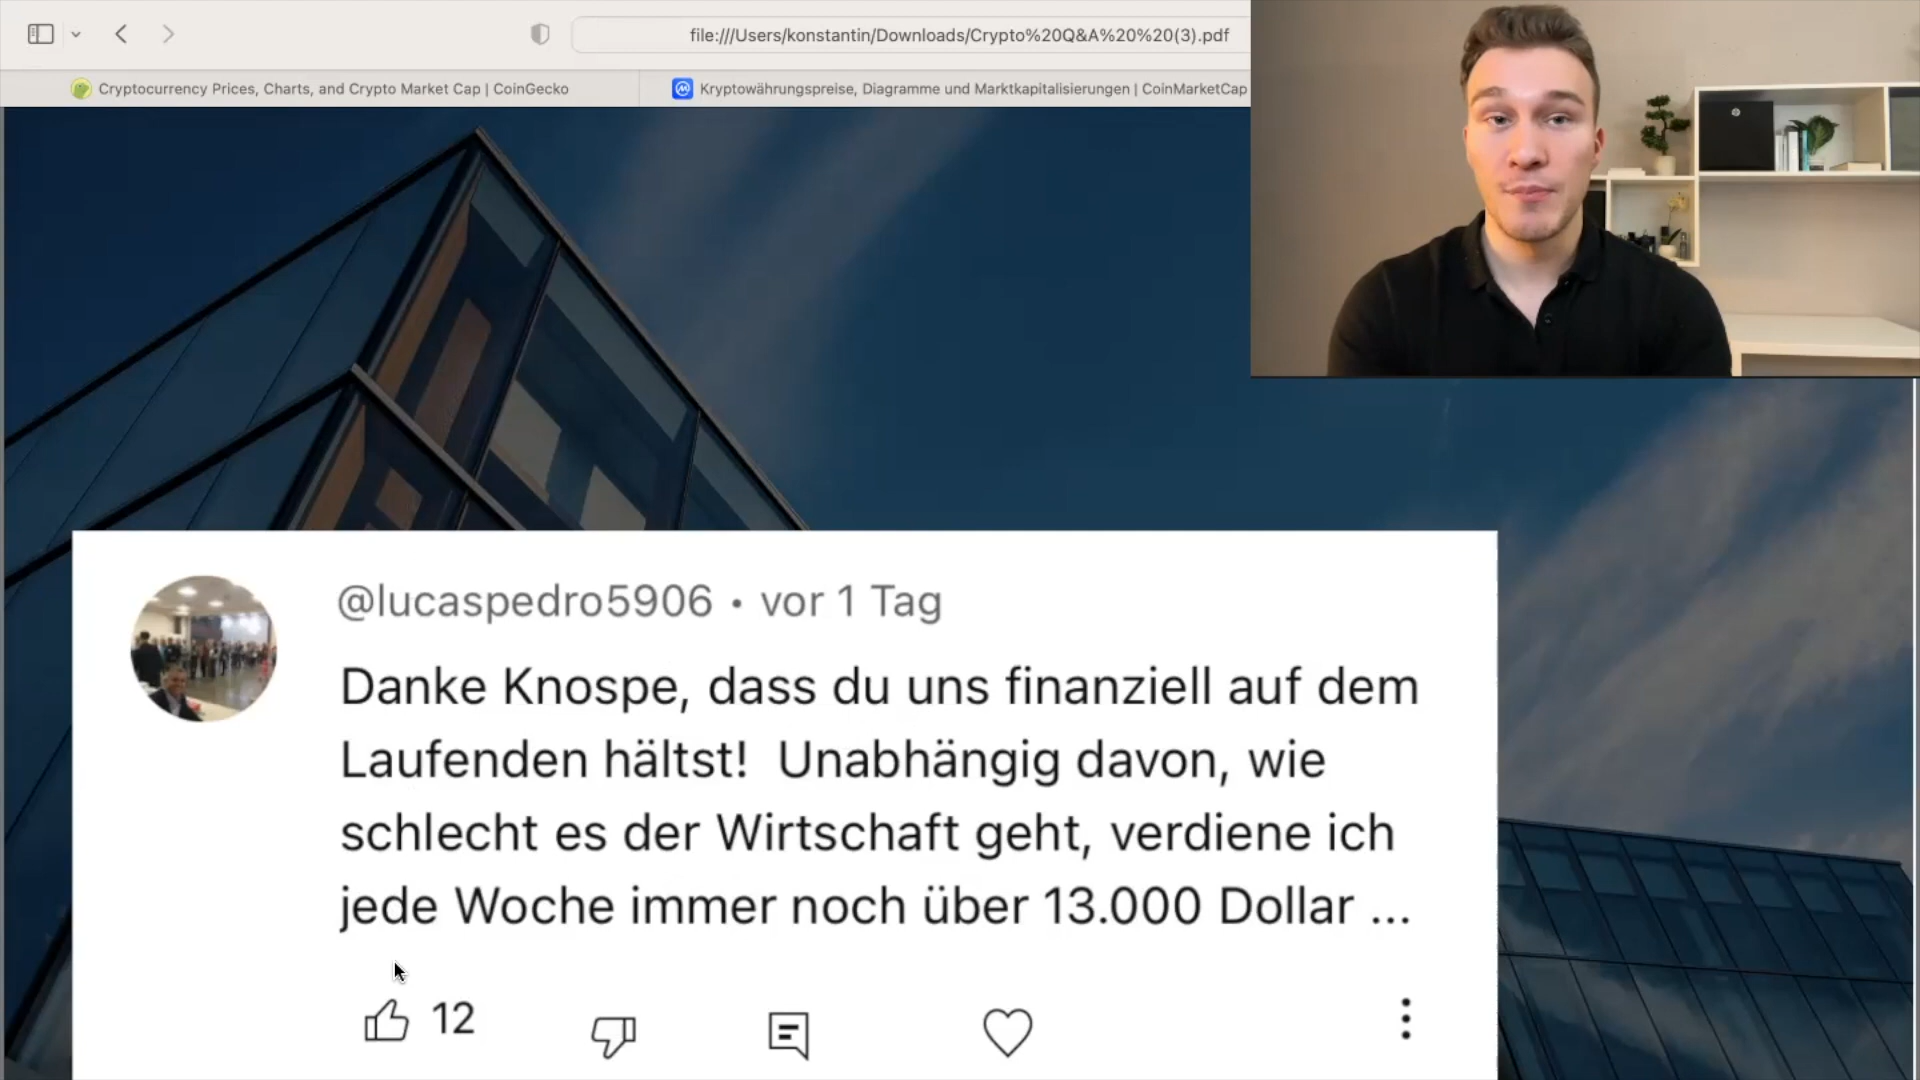 file:///Users/konstantin/Downloads/Crypto%20Q&A%20%20(3).pdf
Cryptocurrency Prices, Charts, and Crypto Market Cap | CoinGecko
Kryptowährungspreise, Diagramme und Marktkapitalisierungen | CoinMarketCap
@lucaspedro5906 • vor 1 Tag
Danke Knospe, dass du uns finanziell auf dem
Laufenden hältst!  Unabhängig davon, wie
schlecht es der Wirtschaft geht, verdiene ich
jede Woche immer noch über 13.000 Dollar ...
12